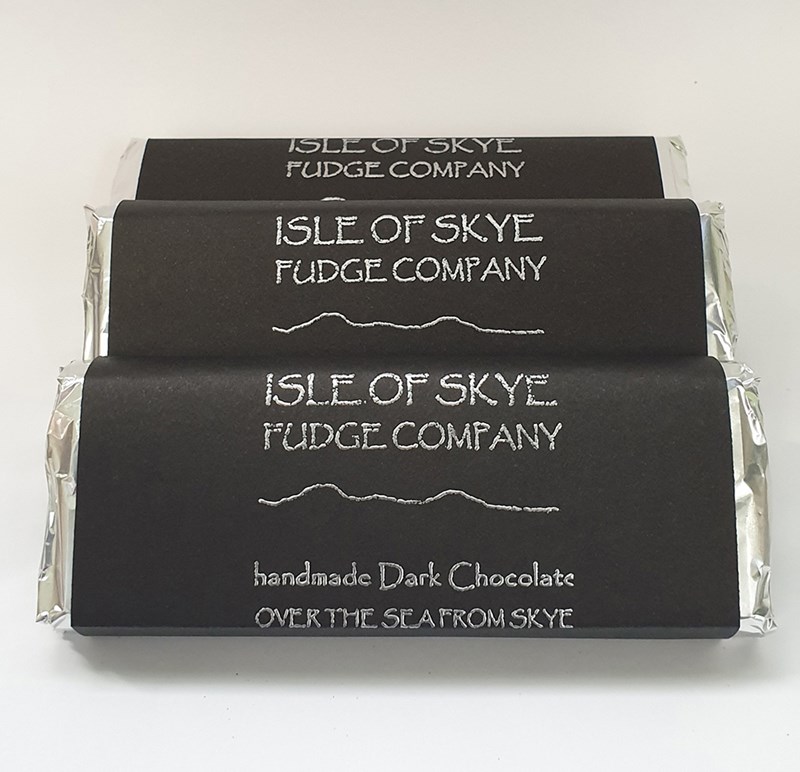 ISLE OF SKYE
FUDGE COMPANY
ISLE OF SKYE
FUDGE COMPANY
ISLE OF SKYE
FUDGE COMPANY
handmade Dark Chocolate
OVER THE SEA FROM SKYE